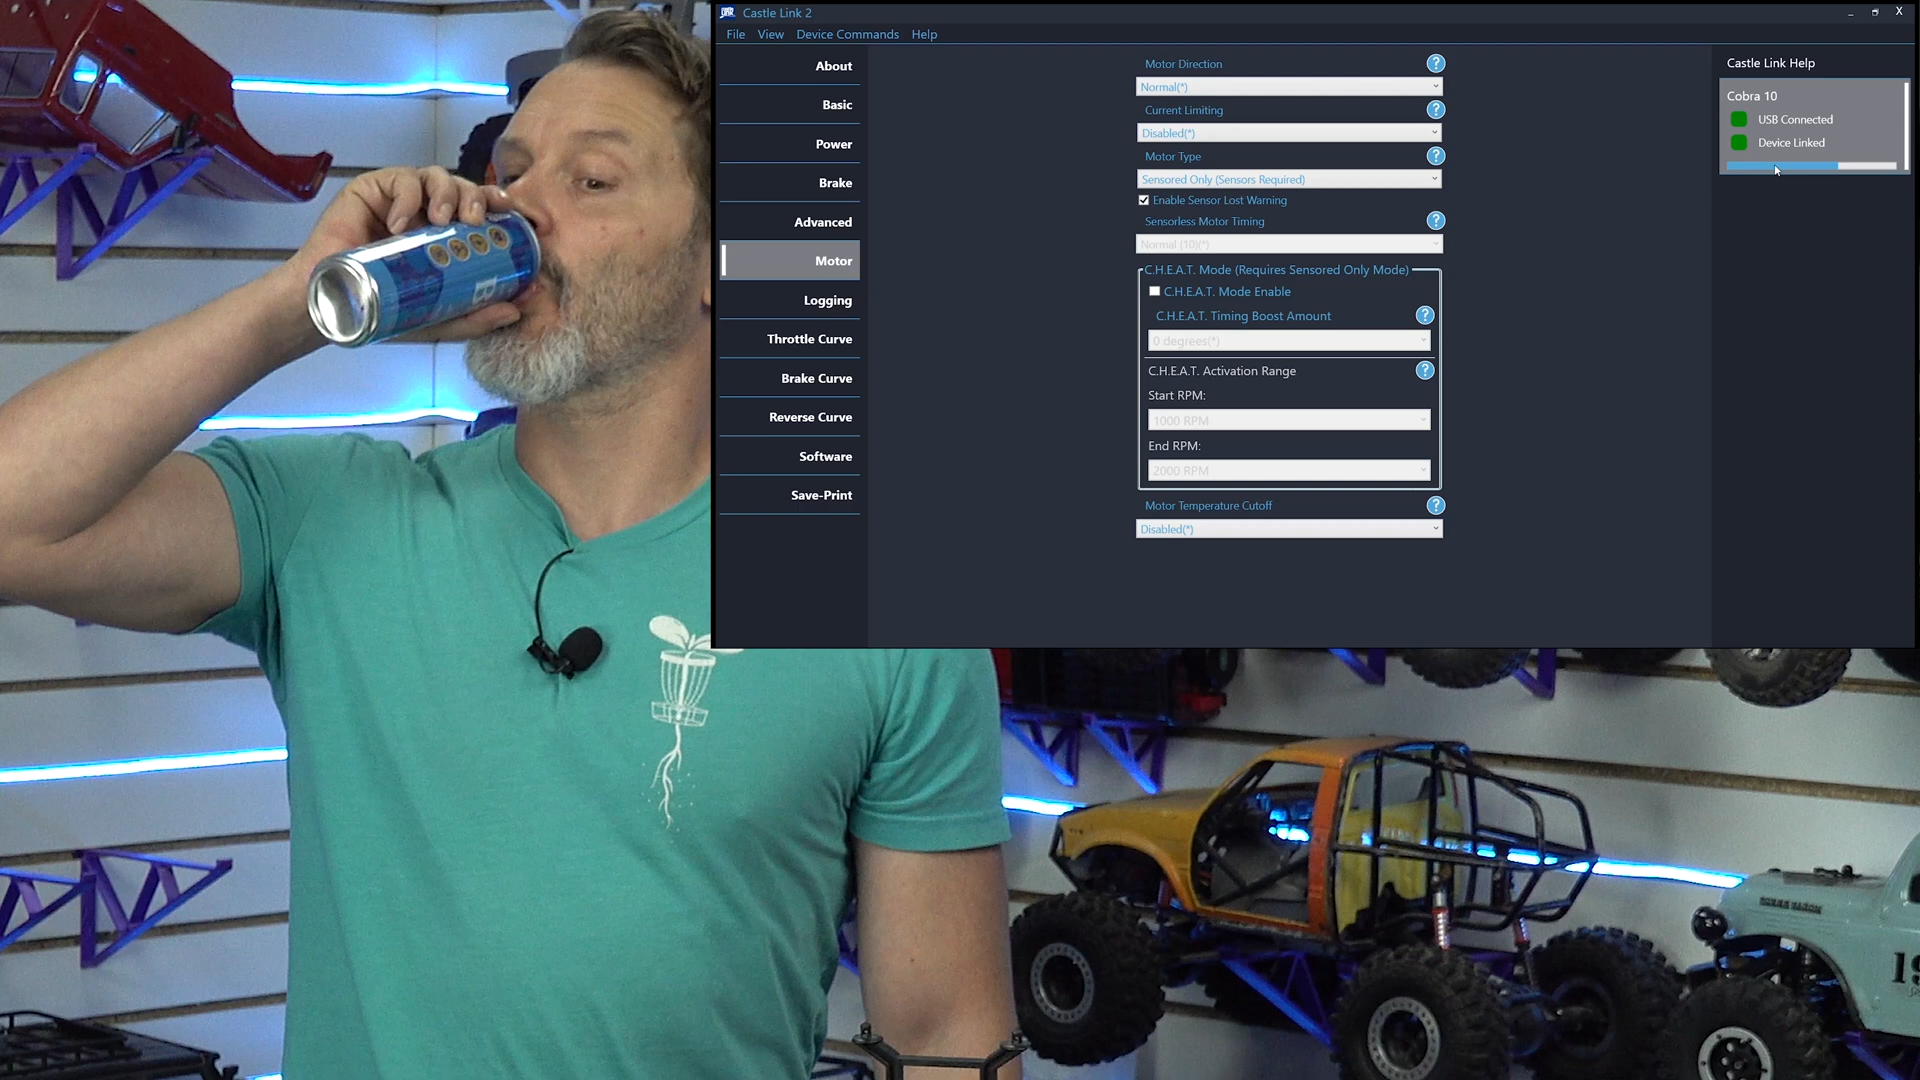 Castle Link 2
File View Device Commands Help
About
Basic
Power
Brake
Advanced
Motor
Logging
Throttle Curve
Brake Curve
Reverse Curve
Software
Save-Print
Motor Direction ?
Normal(*)
Current Limiting ?
Disabled(*)
Motor Type ?
Sensored Only (Sensors Required)
Enable Sensor Lost Warning
Sensorless Motor Timing ?
Normal (10)(*)
C.H.E.A.T. Mode (Requires Sensored Only Mode)
C.H.E.A.T. Mode Enable
C.H.E.A.T. Timing Boost Amount ?
0 degrees(*)
C.H.E.A.T. Activation Range ?
Start RPM:
1000 RPM
End RPM:
2000 RPM
Motor Temperature Cutoff ?
Disabled(*)
Castle Link Help
Cobra 10
USB Connected
Device Linked
B
19